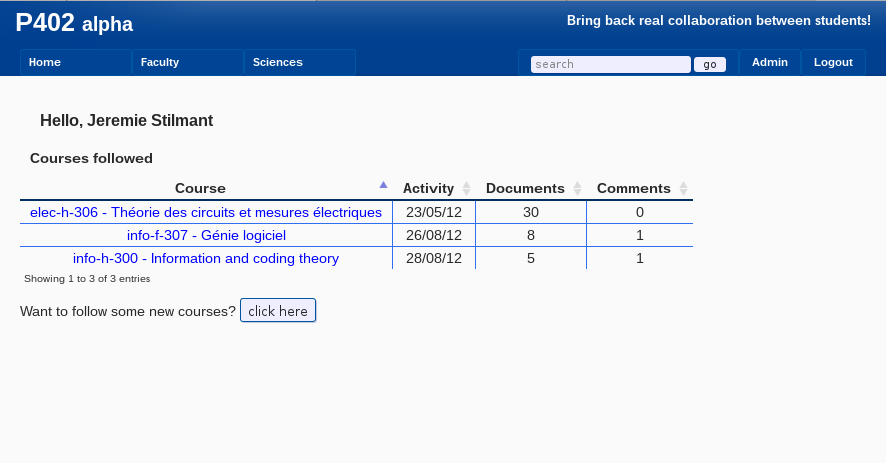 P402 alpha
Bring back real collaboration between students!
Home Faculty Sciences search go Admin Logout
Hello, Jeremie Stilmant
Courses followed
Course Activity Documents Comments
elec-h-306 - Théorie des circuits et mesures électriques 23/05/12 30 0
info-f-307 - Génie logiciel 26/08/12 8 1
info-h-300 - Information and coding theory 28/08/12 5 1
Showing 1 to 3 of 3 entries
Want to follow some new courses? click here